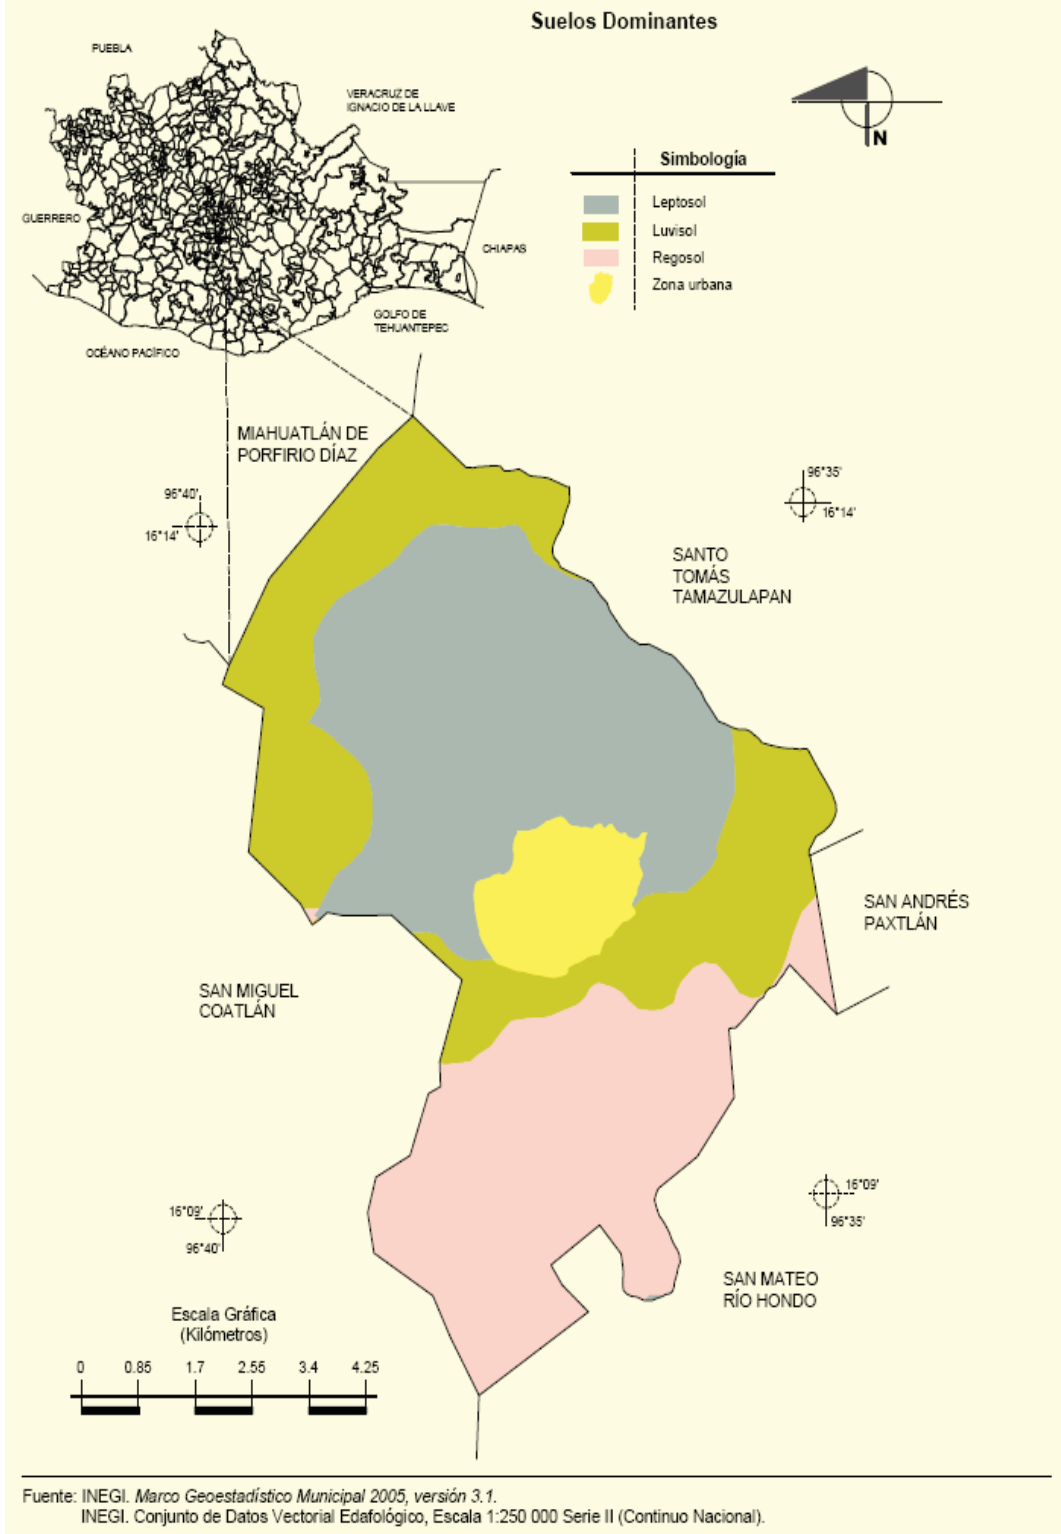 Suelos Dominantes
PUEBLA
VERACRUZ DE
IGNACIO DE LA LLAVE
GUERRERO
CHIAPAS
GOLFO DE
TEHUANTEPEC
OCÉANO PACÍFICO
N
Simbología
Leptosol
Luvisol
Regosol
Zona urbana
MIAHUATLÁN DE
PORFIRIO DÍAZ
96°40'
16°14'
96°35'
16°14'
SANTO
TOMÁS
TAMAZULAPAN
SAN ANDRÉS
PAXTLÁN
SAN MIGUEL
COATLÁN
16°09'
96°40'
16°09'
96°35'
SAN MATEO
RÍO HONDO
Escala Gráfica
(Kilómetros)
0 0.85 1.7 2.55 3.4 4.25
Fuente: INEGI. Marco Geoestadístico Municipal 2005, versión 3.1.
INEGI. Conjunto de Datos Vectorial Edafológico, Escala 1:250 000 Serie II (Continuo Nacional).